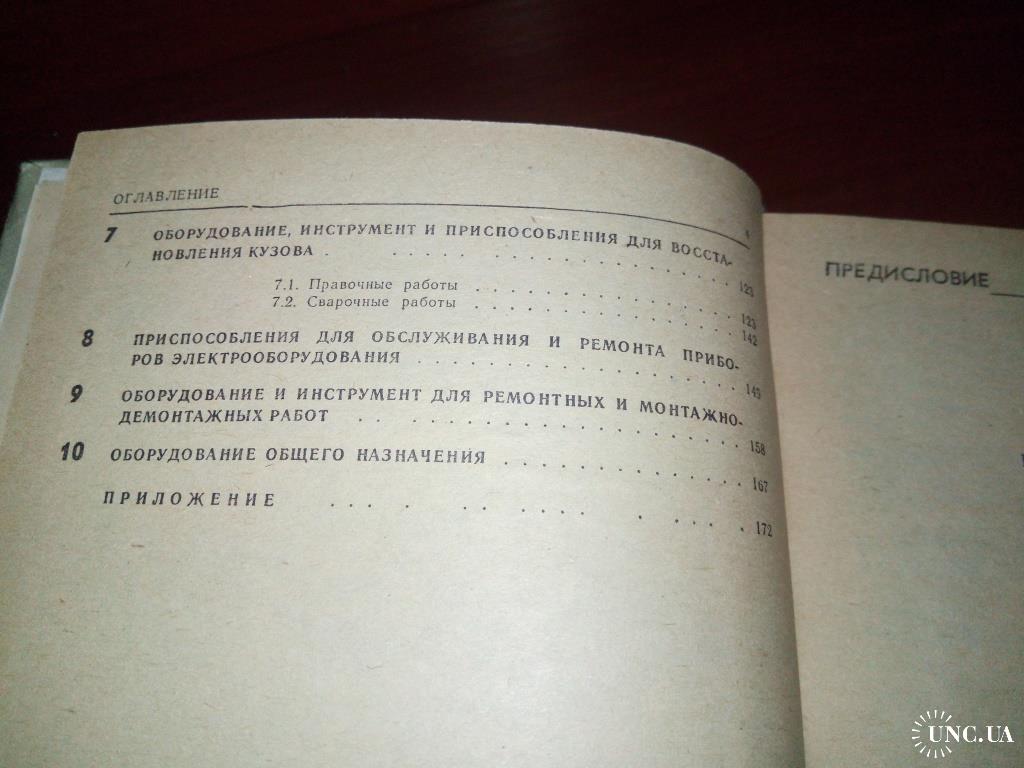 ОГЛАВЛЕНИЕ 4
7 ОБОРУДОВАНИЕ, ИНСТРУМЕНТ И ПРИСПОСОБЛЕНИЯ ДЛЯ ВОССТА-
НОВЛЕНИЯ КУЗОВА . . . . . . . . . . . . . . . . 123
7.1. Правочные работы . . . . . . . . . . . . . 123
7.2. Сварочные работы . . . . . . . . . . . . . 142
8 ПРИСПОСОБЛЕНИЯ ДЛЯ ОБСЛУЖИВАНИЯ И РЕМОНТА ПРИБО-
РОВ ЭЛЕКТРООБОРУДОВАНИЯ . . . . . . . . . . . . . . . 149
9 ОБОРУДОВАНИЕ И ИНСТРУМЕНТ ДЛЯ РЕМОНТНЫХ И МОНТАЖНО-
ДЕМОНТАЖНЫХ РАБОТ . . . . . . . . . . . . . . . . 158
10 ОБОРУДОВАНИЕ ОБЩЕГО НАЗНАЧЕНИЯ . . . . . . . . . . . . 167
ПРИЛОЖЕНИЕ . . . . . . . . . . . . . . 172
ПРЕДИСЛОВИЕ
UNC.UA